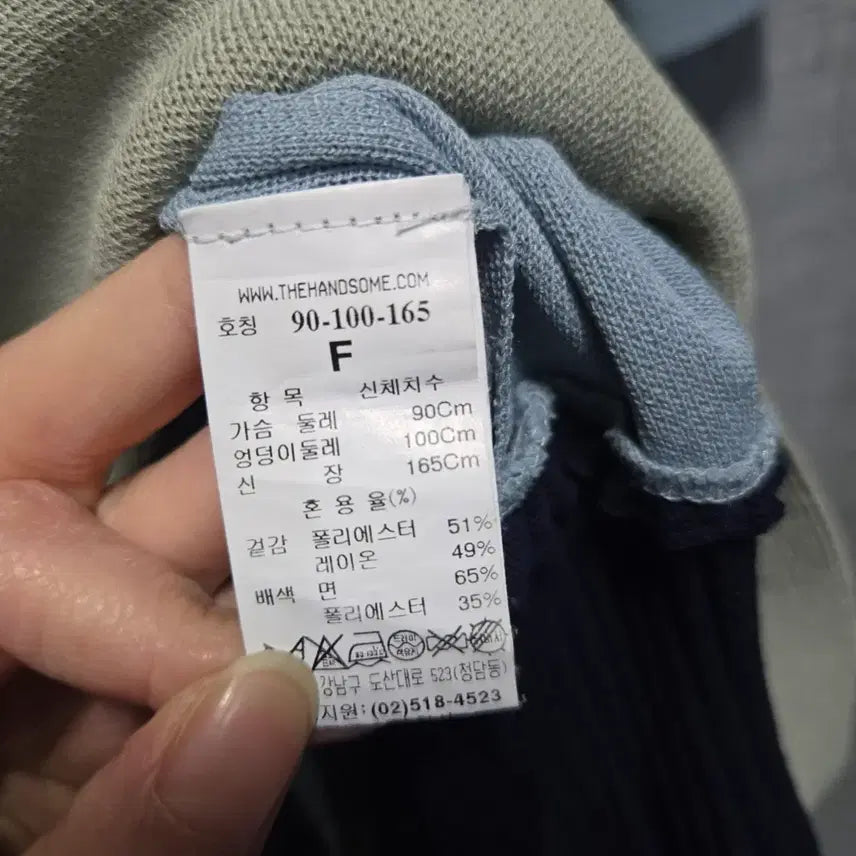 WWW.THEHANDSOME.COM
호칭 90-100-165
F
항 목 신체치수
가슴 둘레 90Cm
엉덩이둘레 100Cm
신 장 165Cm
혼 용 율(%)
겉감 폴리에스터 51%
레이온 49%
배색 면 65%
폴리에스터 35%
강남구 도산대로 523(청담동)
지원:(02)518-4523